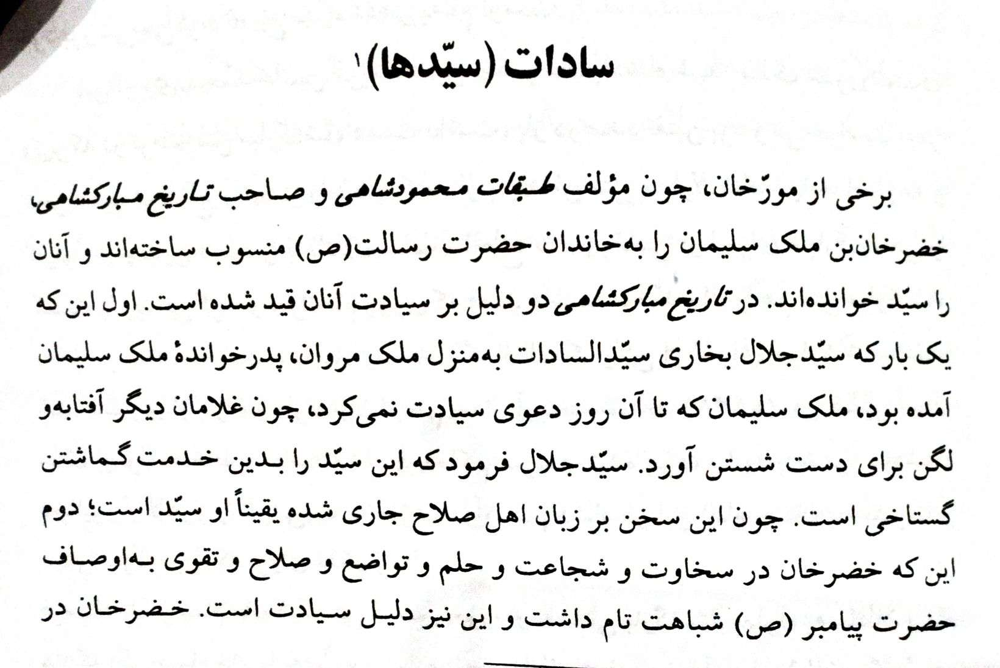 سادات (سیّدها)۱
برخی از مورّخان، چون مؤلف طبقات محمودشاهی و صاحب تاریخ مبارکشاهی،
خضرخان‌بن ملک سلیمان را به‌خاندان حضرت رسالت(ص) منسوب ساخته‌اند و آنان
را سیّد خوانده‌اند. در تاریخ مبارکشاهی دو دلیل بر سیادت آنان قید شده است. اول این که
یک بار که سیّدجلال بخاری سیّدالسادات به‌منزل ملک مروان، پدرخواندهٔ ملک سلیمان
آمده بود، ملک سلیمان که تا آن روز دعوی سیادت نمی‌کرد، چون غلامان دیگر آفتابه‌و
لگن برای دست شستن آورد. سیّدجلال فرمود که این سیّد را بدین خدمت گماشتن
گستاخی است. چون این سخن بر زبان اهل صلاح جاری شده یقیناً او سیّد است؛ دوم
این که خضرخان در سخاوت و شجاعت و حلم و تواضع و صلاح و تقوی به‌اوصاف
حضرت پیامبر (ص) شباهت تام داشت و این نیز دلیل سیادت است. خضرخان در